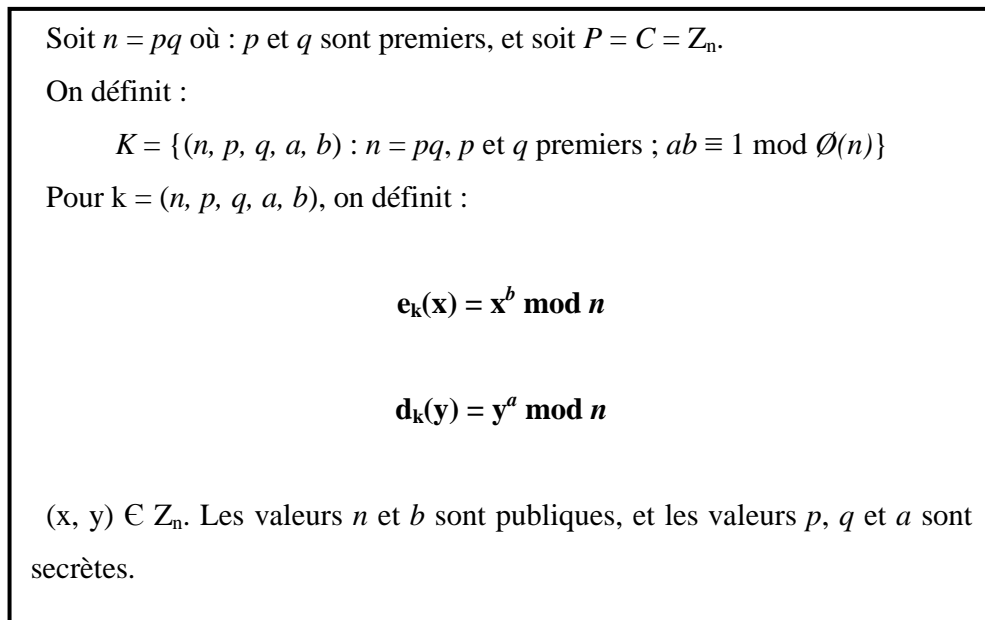 Soit n = pq où : p et q sont premiers, et soit P = C = Zₙ.
On définit :
K = {(n, p, q, a, b) : n = pq, p et q premiers ; ab ≡ 1 mod Ø(n)}
Pour k = (n, p, q, a, b), on définit :
eₖ(x) = xᵇ mod n
dₖ(y) = yᵃ mod n
(x, y) Є Zₙ. Les valeurs n et b sont publiques, et les valeurs p, q et a sont
secrètes.